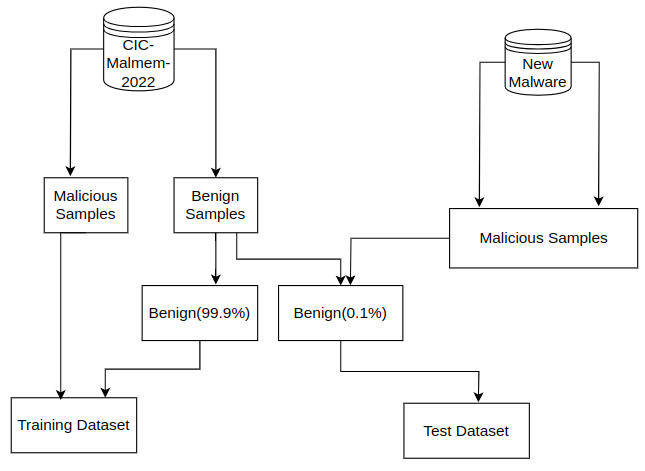 CIC-
Malmem-
2022
New
Malware
Malicious
Samples
Benign
Samples
Malicious Samples
Benign(99.9%)
Benign(0.1%)
Training Dataset
Test Dataset